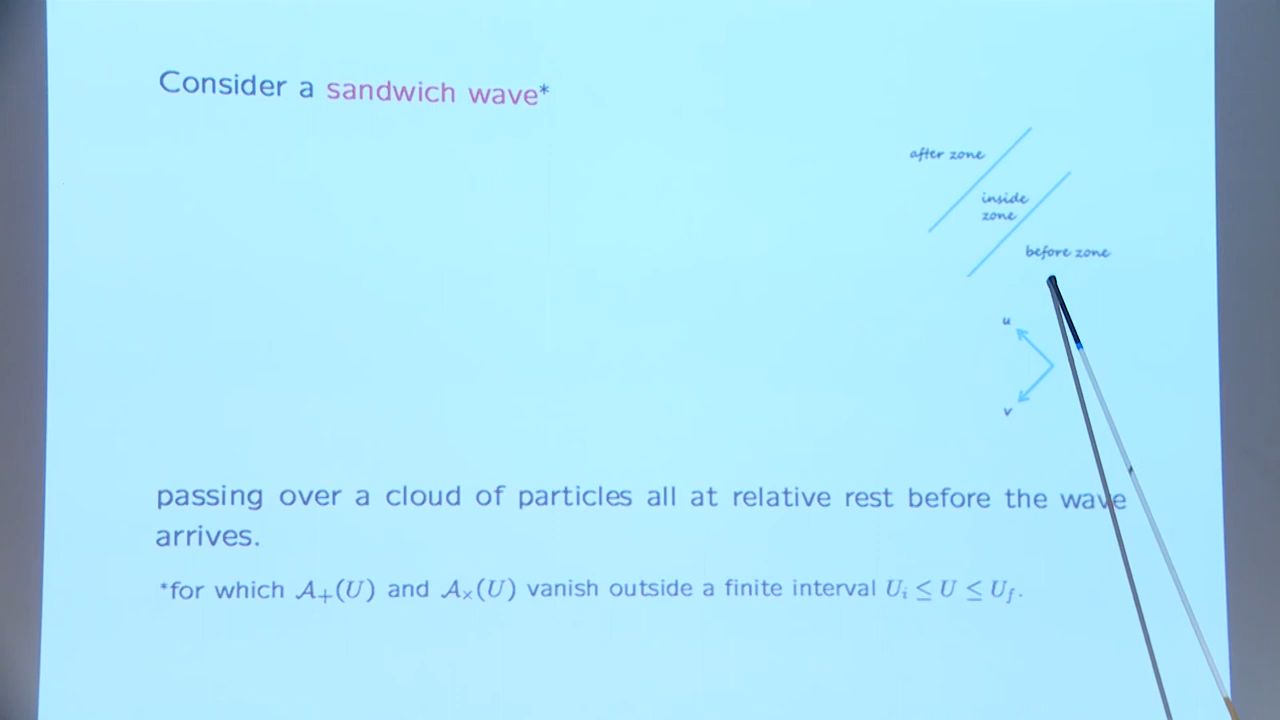 Consider a sandwich wave*
after zone
inside
zone
before zone
u
v
passing over a cloud of particles all at relative rest before the wave
arrives.
*for which 𝒜₊(U) and 𝒜ₓ(U) vanish outside a finite interval Uᵢ ≤ U ≤ U_f.